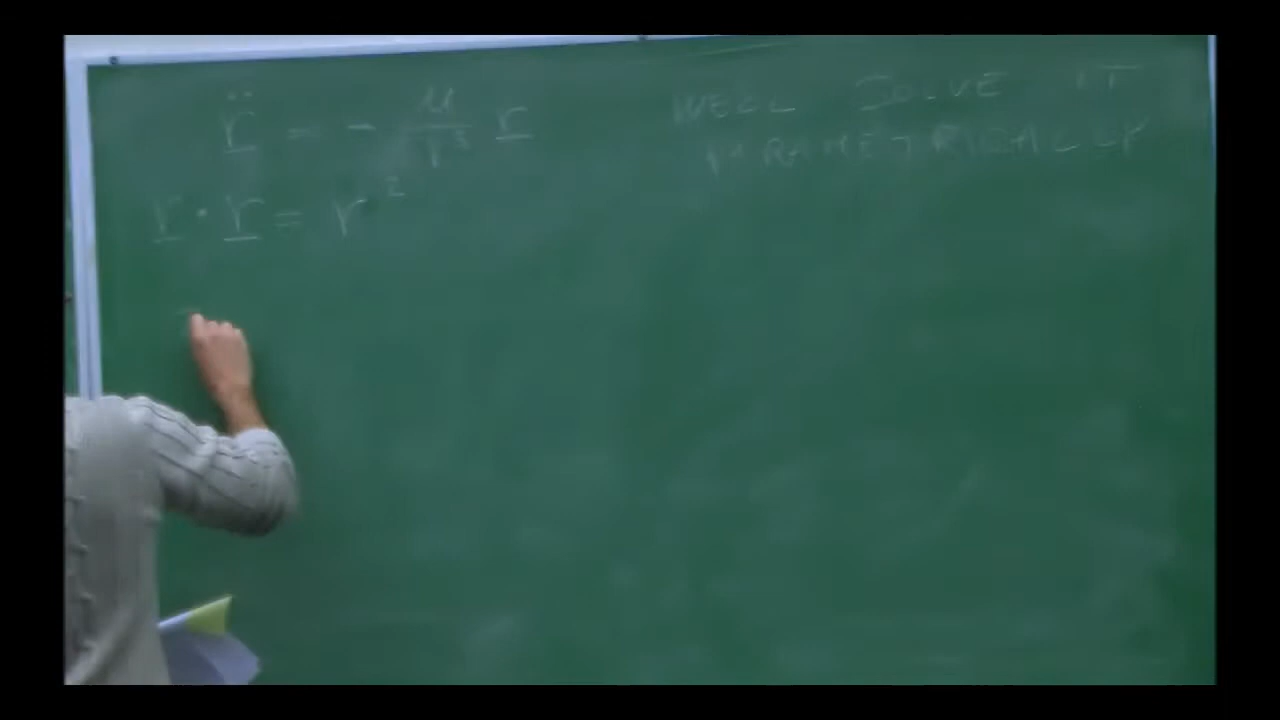 r̲̈ = - μ/r³ r̲
r̲ · r̲ = r²
WE'LL SOLVE IT
PARAMETRICALLY